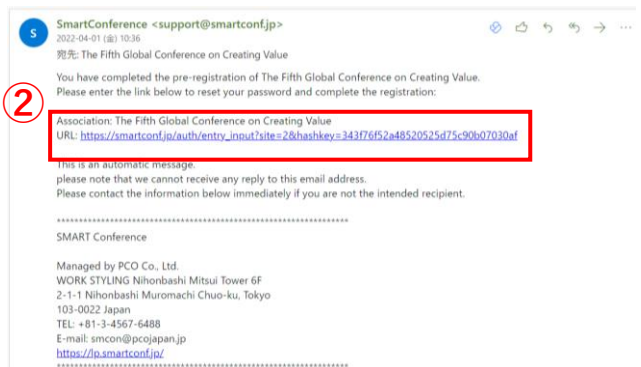 S
SmartConference <support@smartconf.jp>
2022-04-01 (金) 10:36
宛先: The Fifth Global Conference on Creating Value
You have completed the pre-registration of The Fifth Global Conference on Creating Value.
Please enter the link below to reset your password and complete the registration:
②
Association: The Fifth Global Conference on Creating Value
URL: https://smartconf.jp/auth/entry_input?site=2&hashkey=343f76f52a48520525d75c90b07030af
This is an automatic message.
please note that we cannot receive any reply to this email address.
Please contact the information below immediately if you are not the intended recipient.
********************************************************************
SMART Conference
Managed by PCO Co., Ltd.
WORK STYLING Nihonbashi Mitsui Tower 6F
2-1-1 Nihonbashi Muromachi Chuo-ku, Tokyo
103-0022 Japan
TEL: +81-3-4567-6488
E-mail: smcon@pcojapan.jp
https://lp.smartconf.jp/
********************************************************************